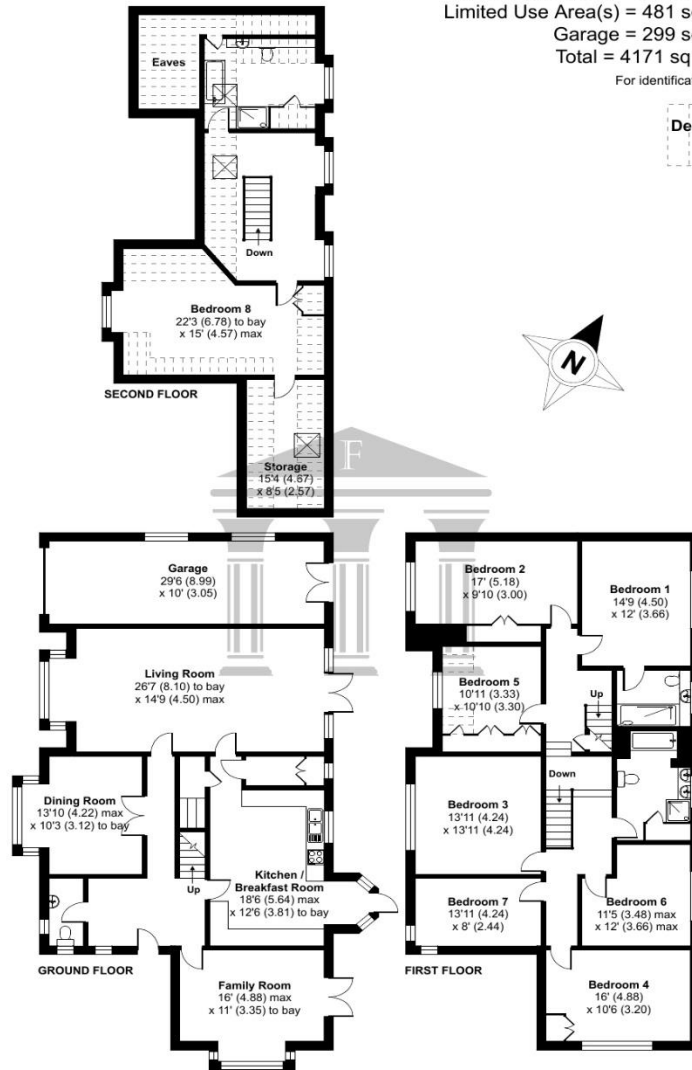 Limited Use Area(s) = 481 s
Garage = 299 s
Total = 4171 sq
For identifica
De
Eaves
Down
Bedroom 8
22'3 (6.78) to bay
x 15' (4.57) max
SECOND FLOOR
N
F
Storage
15'4 (4.67)
x 8'5 (2.57)
Garage
29'6 (8.99)
x 10' (3.05)
Living Room
26'7 (8.10) to bay
x 14'9 (4.50) max
Dining Room
13'10 (4.22) max
x 10'3 (3.12) to bay
Up
Kitchen /
Breakfast Room
18'6 (5.64) max
x 12'6 (3.81) to bay
GROUND FLOOR
Family Room
16' (4.88) max
x 11' (3.35) to bay
Bedroom 2
17' (5.18)
x 9'10 (3.00)
Bedroom 1
14'9 (4.50)
x 12' (3.66)
Bedroom 5
10'11 (3.33)
x 10'10 (3.30)
Up
Down
Bedroom 3
13'11 (4.24)
x 13'11 (4.24)
Bedroom 7
13'11 (4.24)
x 8' (2.44)
Bedroom 6
11'5 (3.48) max
x 12' (3.66) max
FIRST FLOOR
Bedroom 4
16' (4.88)
x 10'6 (3.20)